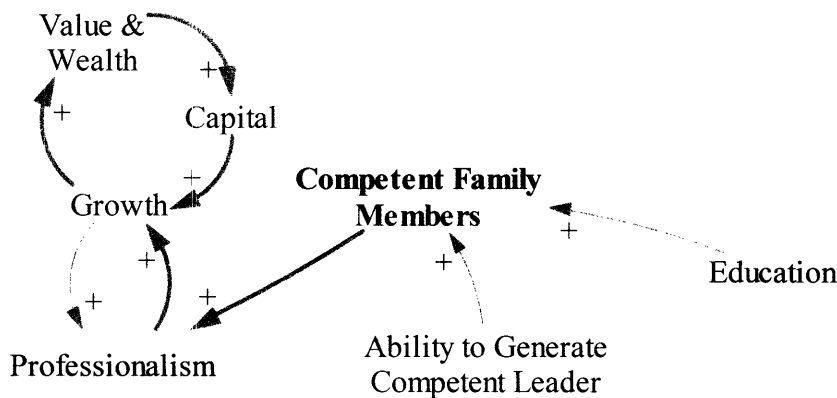 Value &
Wealth
+
+
Capital
+
Growth
Competent Family
Members
+
+
+
Education
+
+
Professionalism
Ability to Generate
Competent Leader